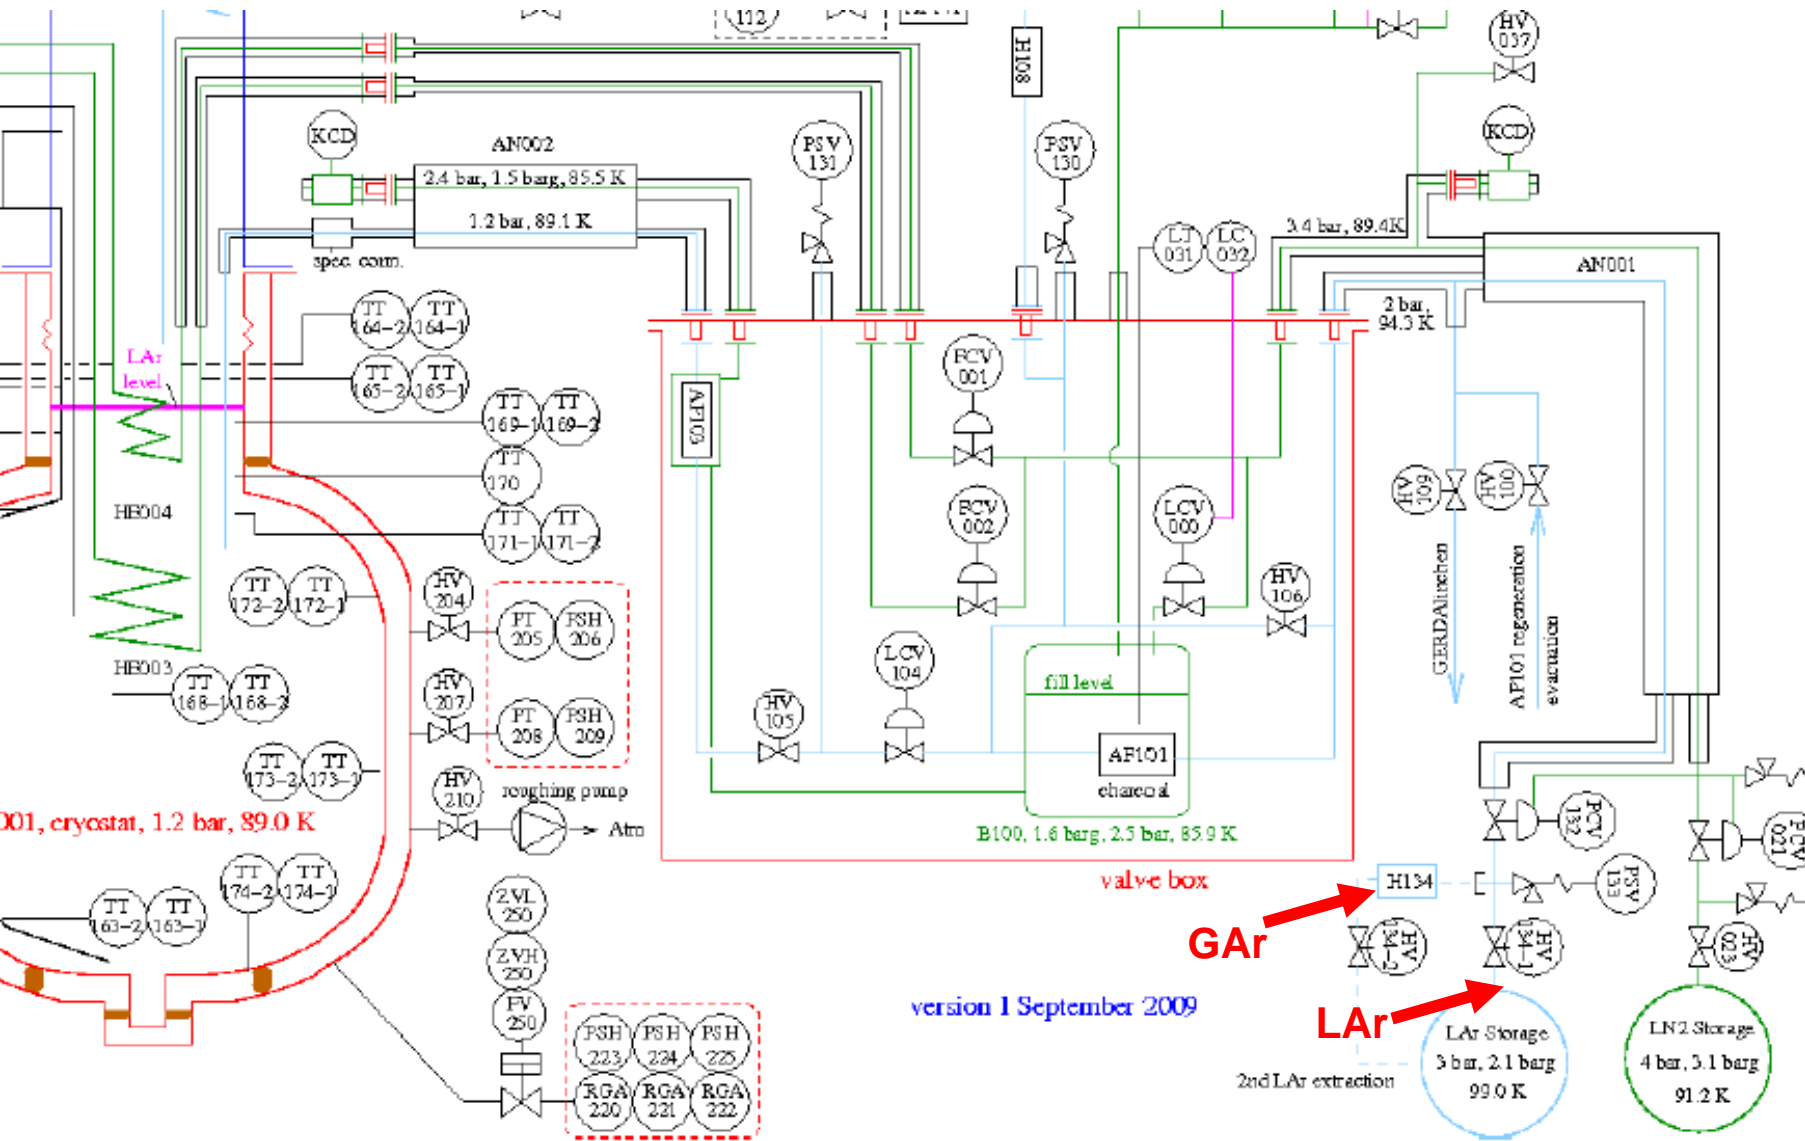 112
H108
HV
037
KCD
KCD
AN002
PSV
131
PSV
130
2.4 bar, 1.5 barg, 85.5 K
1.2 bar, 89.1 K
spec. conn.
LT
031
LC
032
3.4 bar, 89.4K
AN001
2 bar,
94.3 K
TT
164-2
TT
164-1
LAr
level
TT
165-2
TT
165-1
FCV
001
AF103
TT
169-1
TT
169-2
TT
170
HV
109
HV
100
HE004
TT
171-1
TT
171-2
FCV
002
LCV
000
TT
172-2
TT
172-1
HV
204
HV
106
PT
205
PSH
206
GERDAlinchen
AF101 regeneration
evacuation
HE003
TT
168-1
TT
168-2
HV
207
LCV
104
fill level
HV
105
PT
208
PSH
209
AF101
charcoal
TT
173-2
TT
173-1
HV
210
roughing pump
Atm
001, cryostat, 1.2 bar, 89.0 K
B100, 1.6 barg, 2.5 bar, 85.9 K
PCV
132
PCV
021
valve box
H134
PSV
133
TT
174-2
TT
174-1
TT
163-2
TT
163-1
ZVL
250
GAr
HV
134-2
HV
134-1
HV
023
ZVH
250
version 1 September 2009
FV
250
LAr
PSH
223
PSH
224
PSH
225
LAr Storage
3 bar, 2.1 barg
99.0 K
LN2 Storage
4 bar, 3.1 barg
91.2 K
2nd LAr extraction
RGA
220
RGA
221
RGA
222